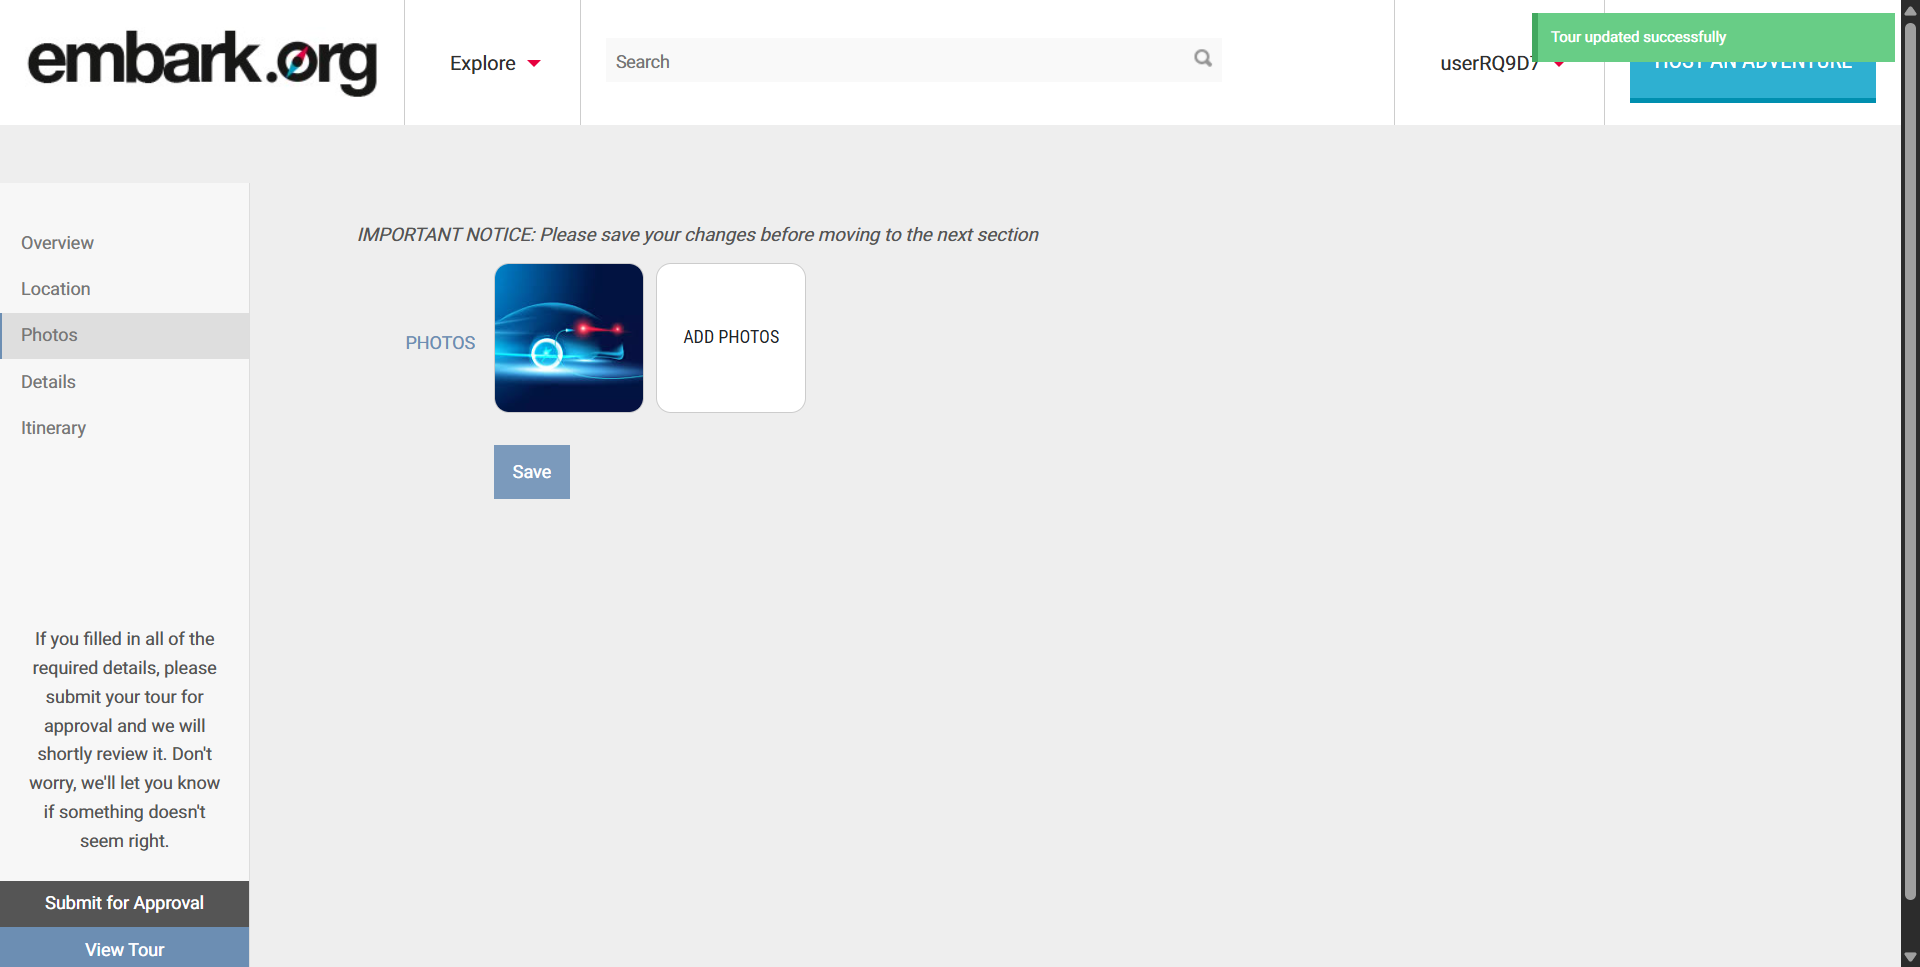 embark.org
Explore
Search
userRQ9D7
Tour updated successfully
HOST AN ADVENTURE
Overview
Location
Photos
Details
Itinerary
IMPORTANT NOTICE: Please save your changes before moving to the next section
PHOTOS
ADD PHOTOS
Save
If you filled in all of the
required details, please
submit your tour for
approval and we will
shortly review it. Don't
worry, we'll let you know
if something doesn't
seem right.
Submit for Approval
View Tour